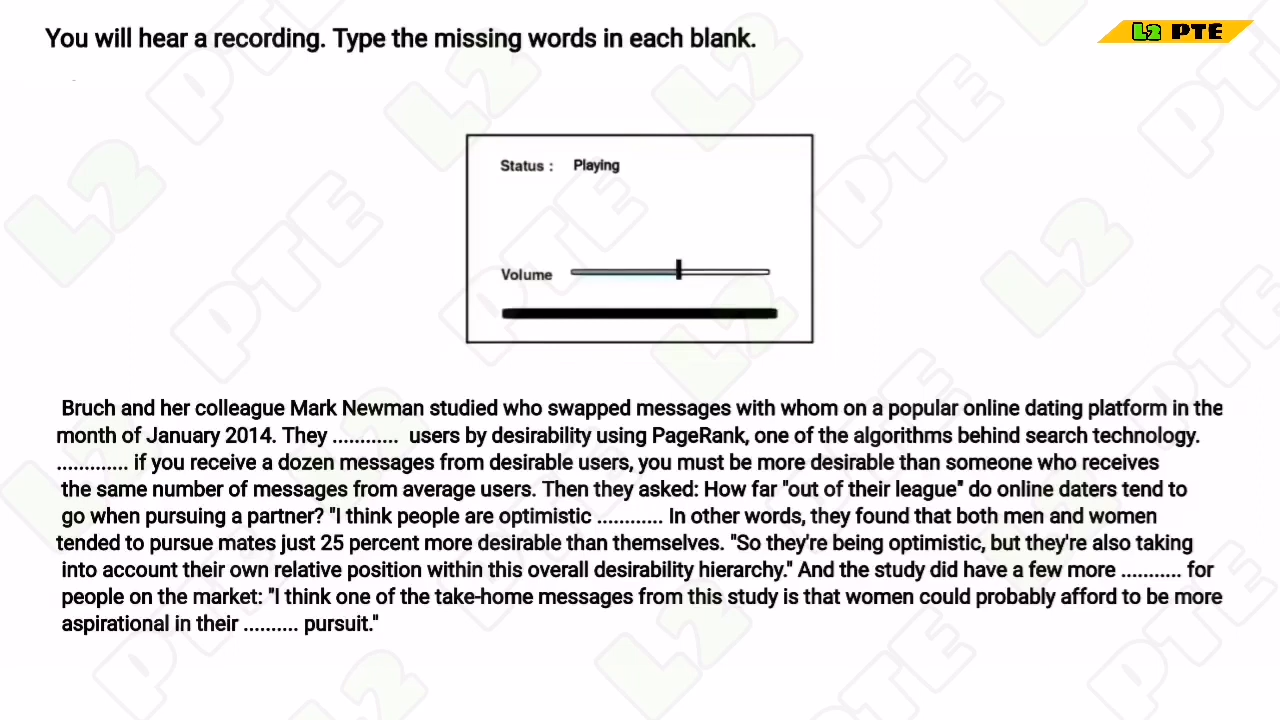 You will hear a recording. Type the missing words in each blank.
L2 PTE
Status : Playing
Volume
Bruch and her colleague Mark Newman studied who swapped messages with whom on a popular online dating platform in the
month of January 2014. They ............ users by desirability using PageRank, one of the algorithms behind search technology.
............. if you receive a dozen messages from desirable users, you must be more desirable than someone who receives
the same number of messages from average users. Then they asked: How far "out of their league" do online daters tend to
go when pursuing a partner? "I think people are optimistic ............ In other words, they found that both men and women
tended to pursue mates just 25 percent more desirable than themselves. "So they're being optimistic, but they're also taking
into account their own relative position within this overall desirability hierarchy." And the study did have a few more ........... for
people on the market: "I think one of the take-home messages from this study is that women could probably afford to be more
aspirational in their .......... pursuit."